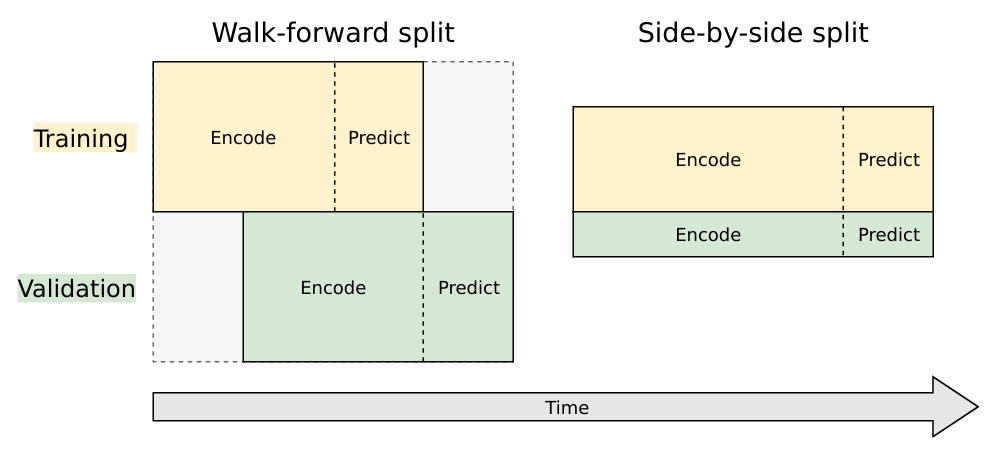 Walk-forward split
Side-by-side split
Training
Encode
Predict
Encode
Predict
Encode
Predict
Validation
Encode
Predict
Time